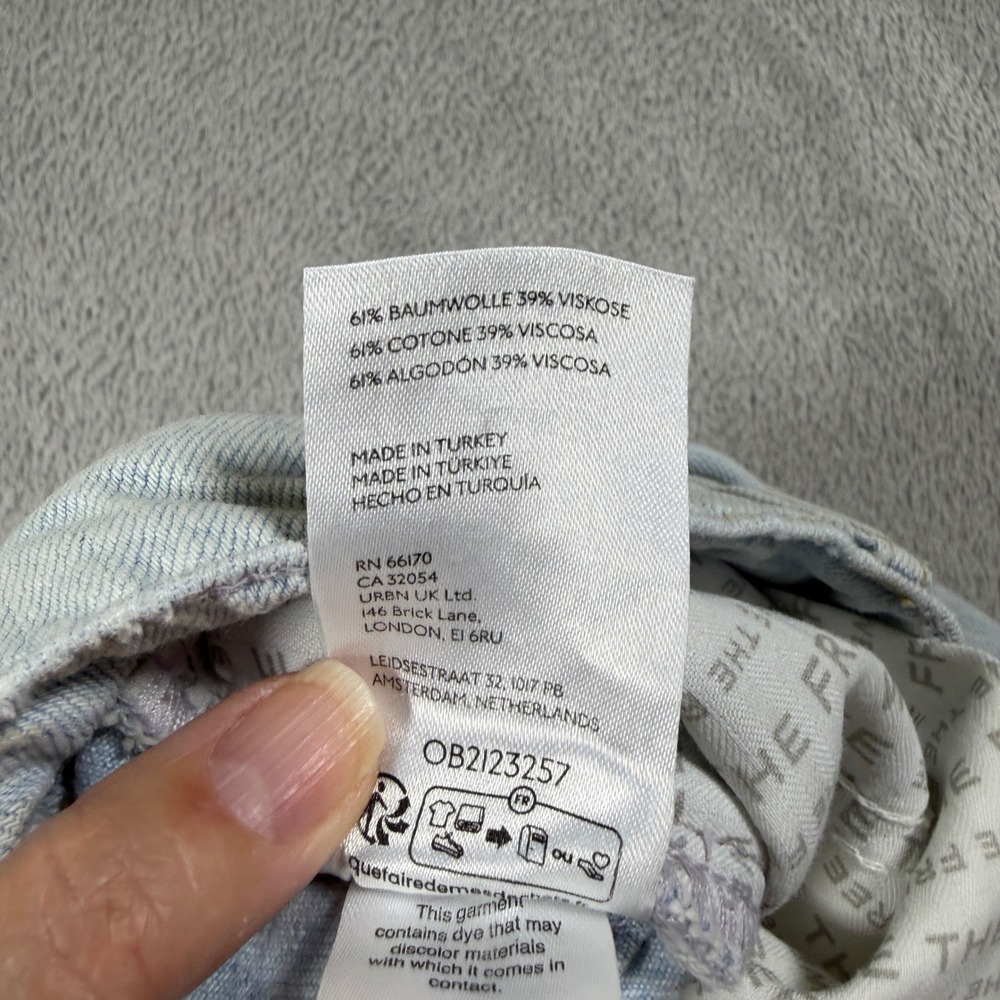 61% BAUMWOLLE 39% VISKOSE
61% COTONE 39% VISCOSA
61% ALGODÓN 39% VISCOSA
MADE IN TURKEY
MADE IN TÜRKIYE
HECHO EN TURQUÍA
RN 66170
CA 32054
URBN UK Ltd.
146 Brick Lane,
LONDON, E1 6RU
LEIDSESTRAAT 32, 1017 PB
AMSTERDAM, NETHERLANDS
OB2123257
FR
ou
This garment
contains dye that may
discolor materials
with which it comes in
contact.
THE FR
THE